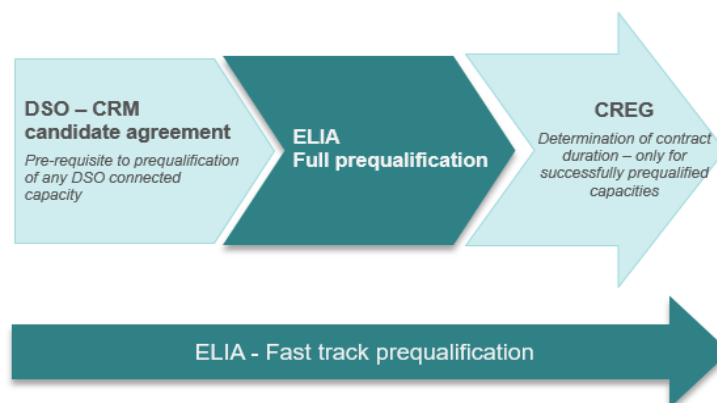 DSO – CRM
candidate agreement
Pre-requisite to prequalification
of any DSO connected
capacity
ELIA
Full prequalification
CREG
Determination of contract
duration – only for
successfully prequalified
capacities
ELIA - Fast track prequalification